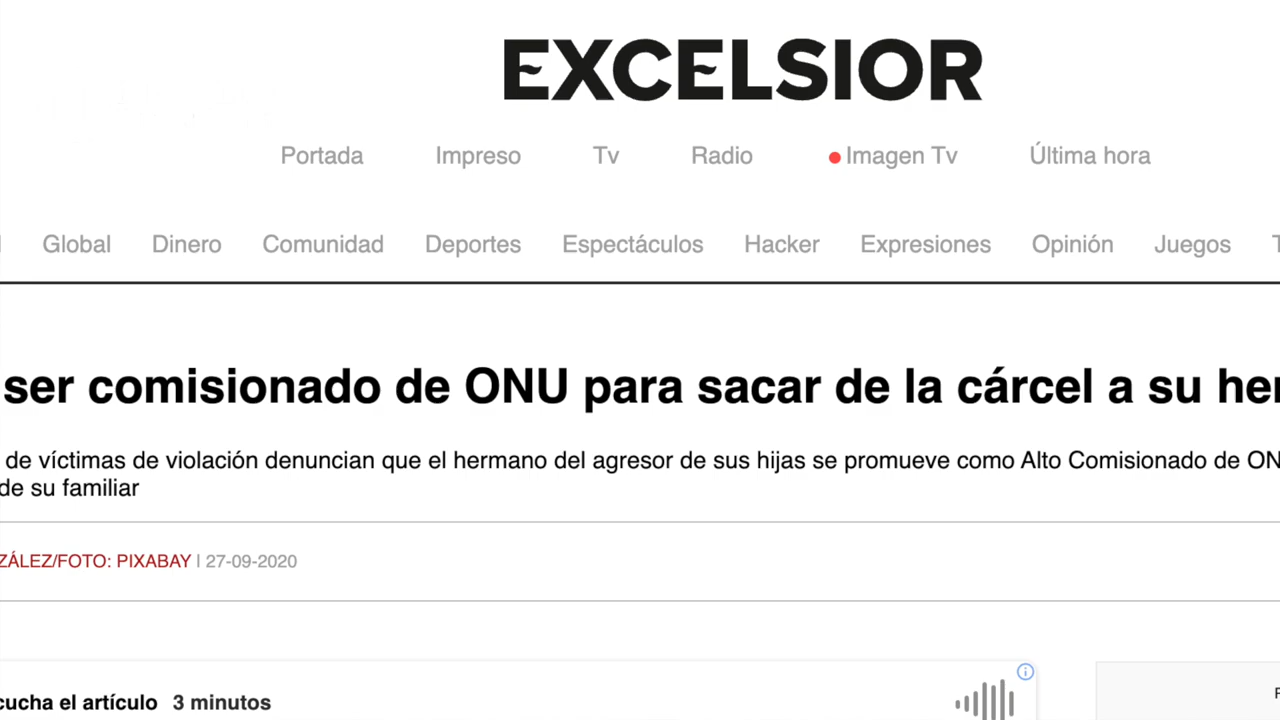 EXCELSIOR
Portada Impreso Tv Radio Imagen Tv Última hora
Global Dinero Comunidad Deportes Espectáculos Hacker Expresiones Opinión Juegos
ser comisionado de ONU para sacar de la cárcel a su
de víctimas de violación denuncian que el hermano del agresor de sus hijas se promueve como Alto Comisionado de
de su familiar
ZÁLEZ/FOTO: PIXABAY | 27-09-2020
cucha el artículo 3 minutos